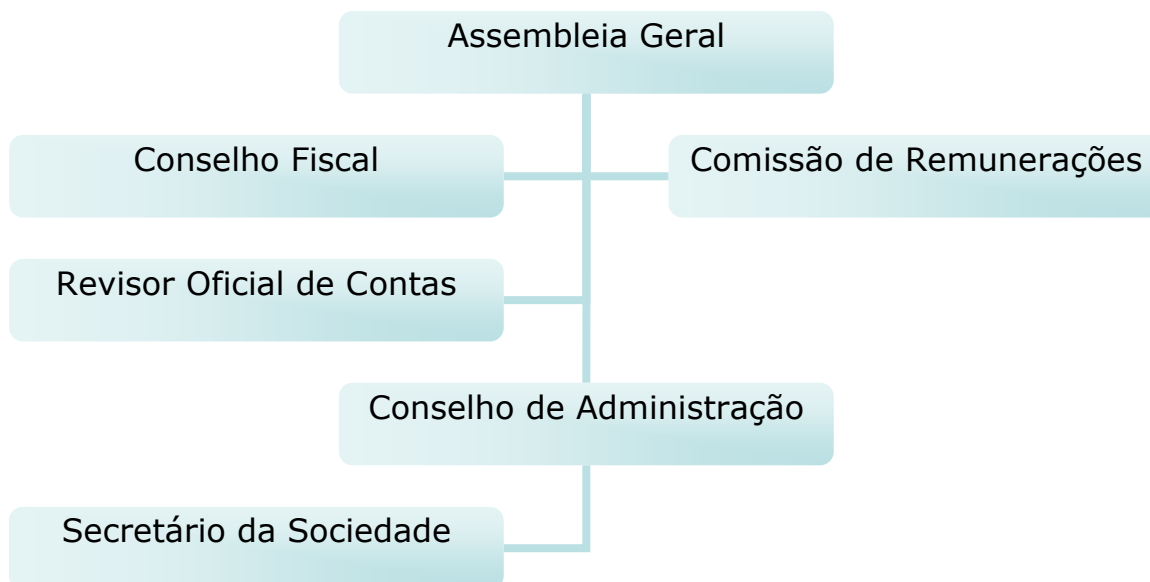 Assembleia Geral
Conselho Fiscal
Comissão de Remunerações
Revisor Oficial de Contas
Conselho de Administração
Secretário da Sociedade